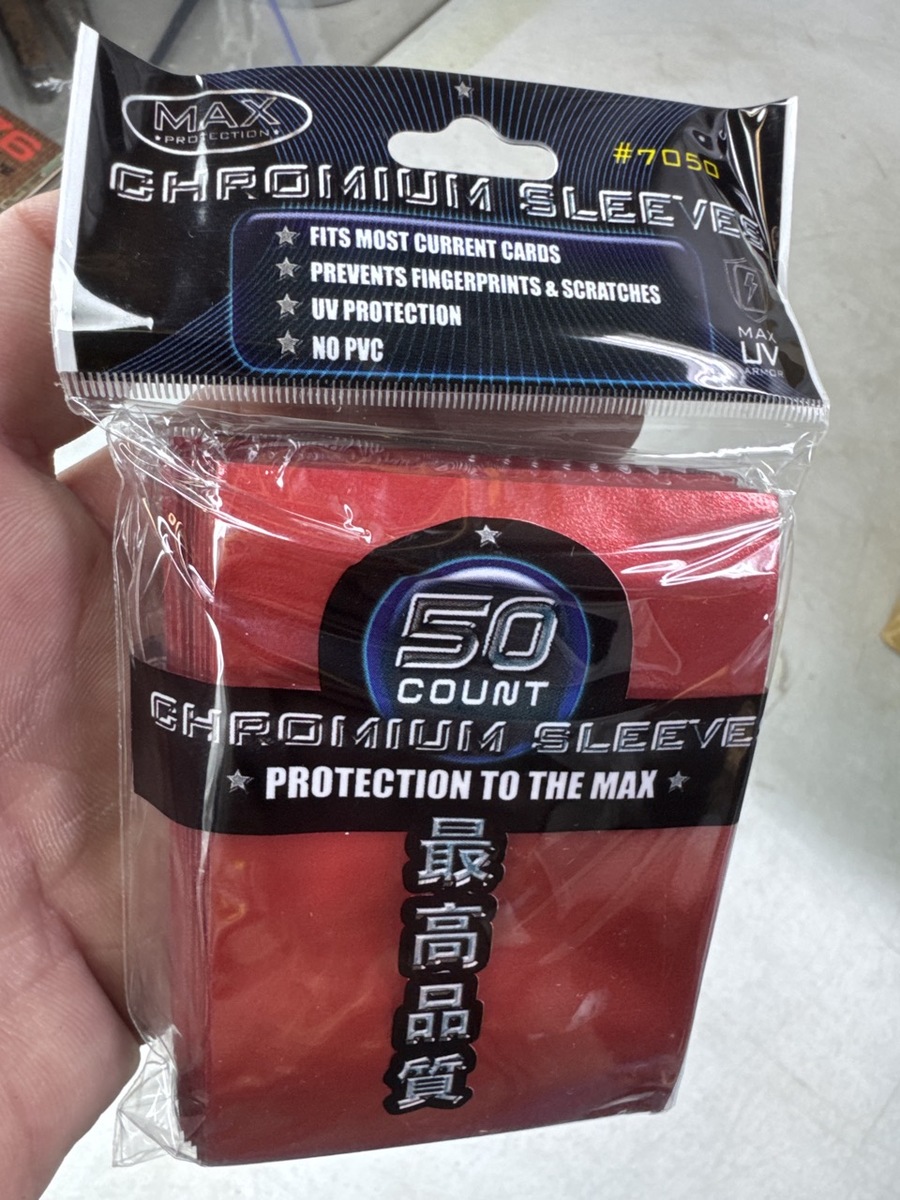 MAX
PROTECTION
#7050
CHROMIUM SLEEVES
FITS MOST CURRENT CARDS
PREVENTS FINGERPRINTS & SCRATCHES
UV PROTECTION
NO PVC
MAX
UV
ARMOR
50
COUNT
CHROMIUM SLEEVE
PROTECTION TO THE MAX
最
高
品
質